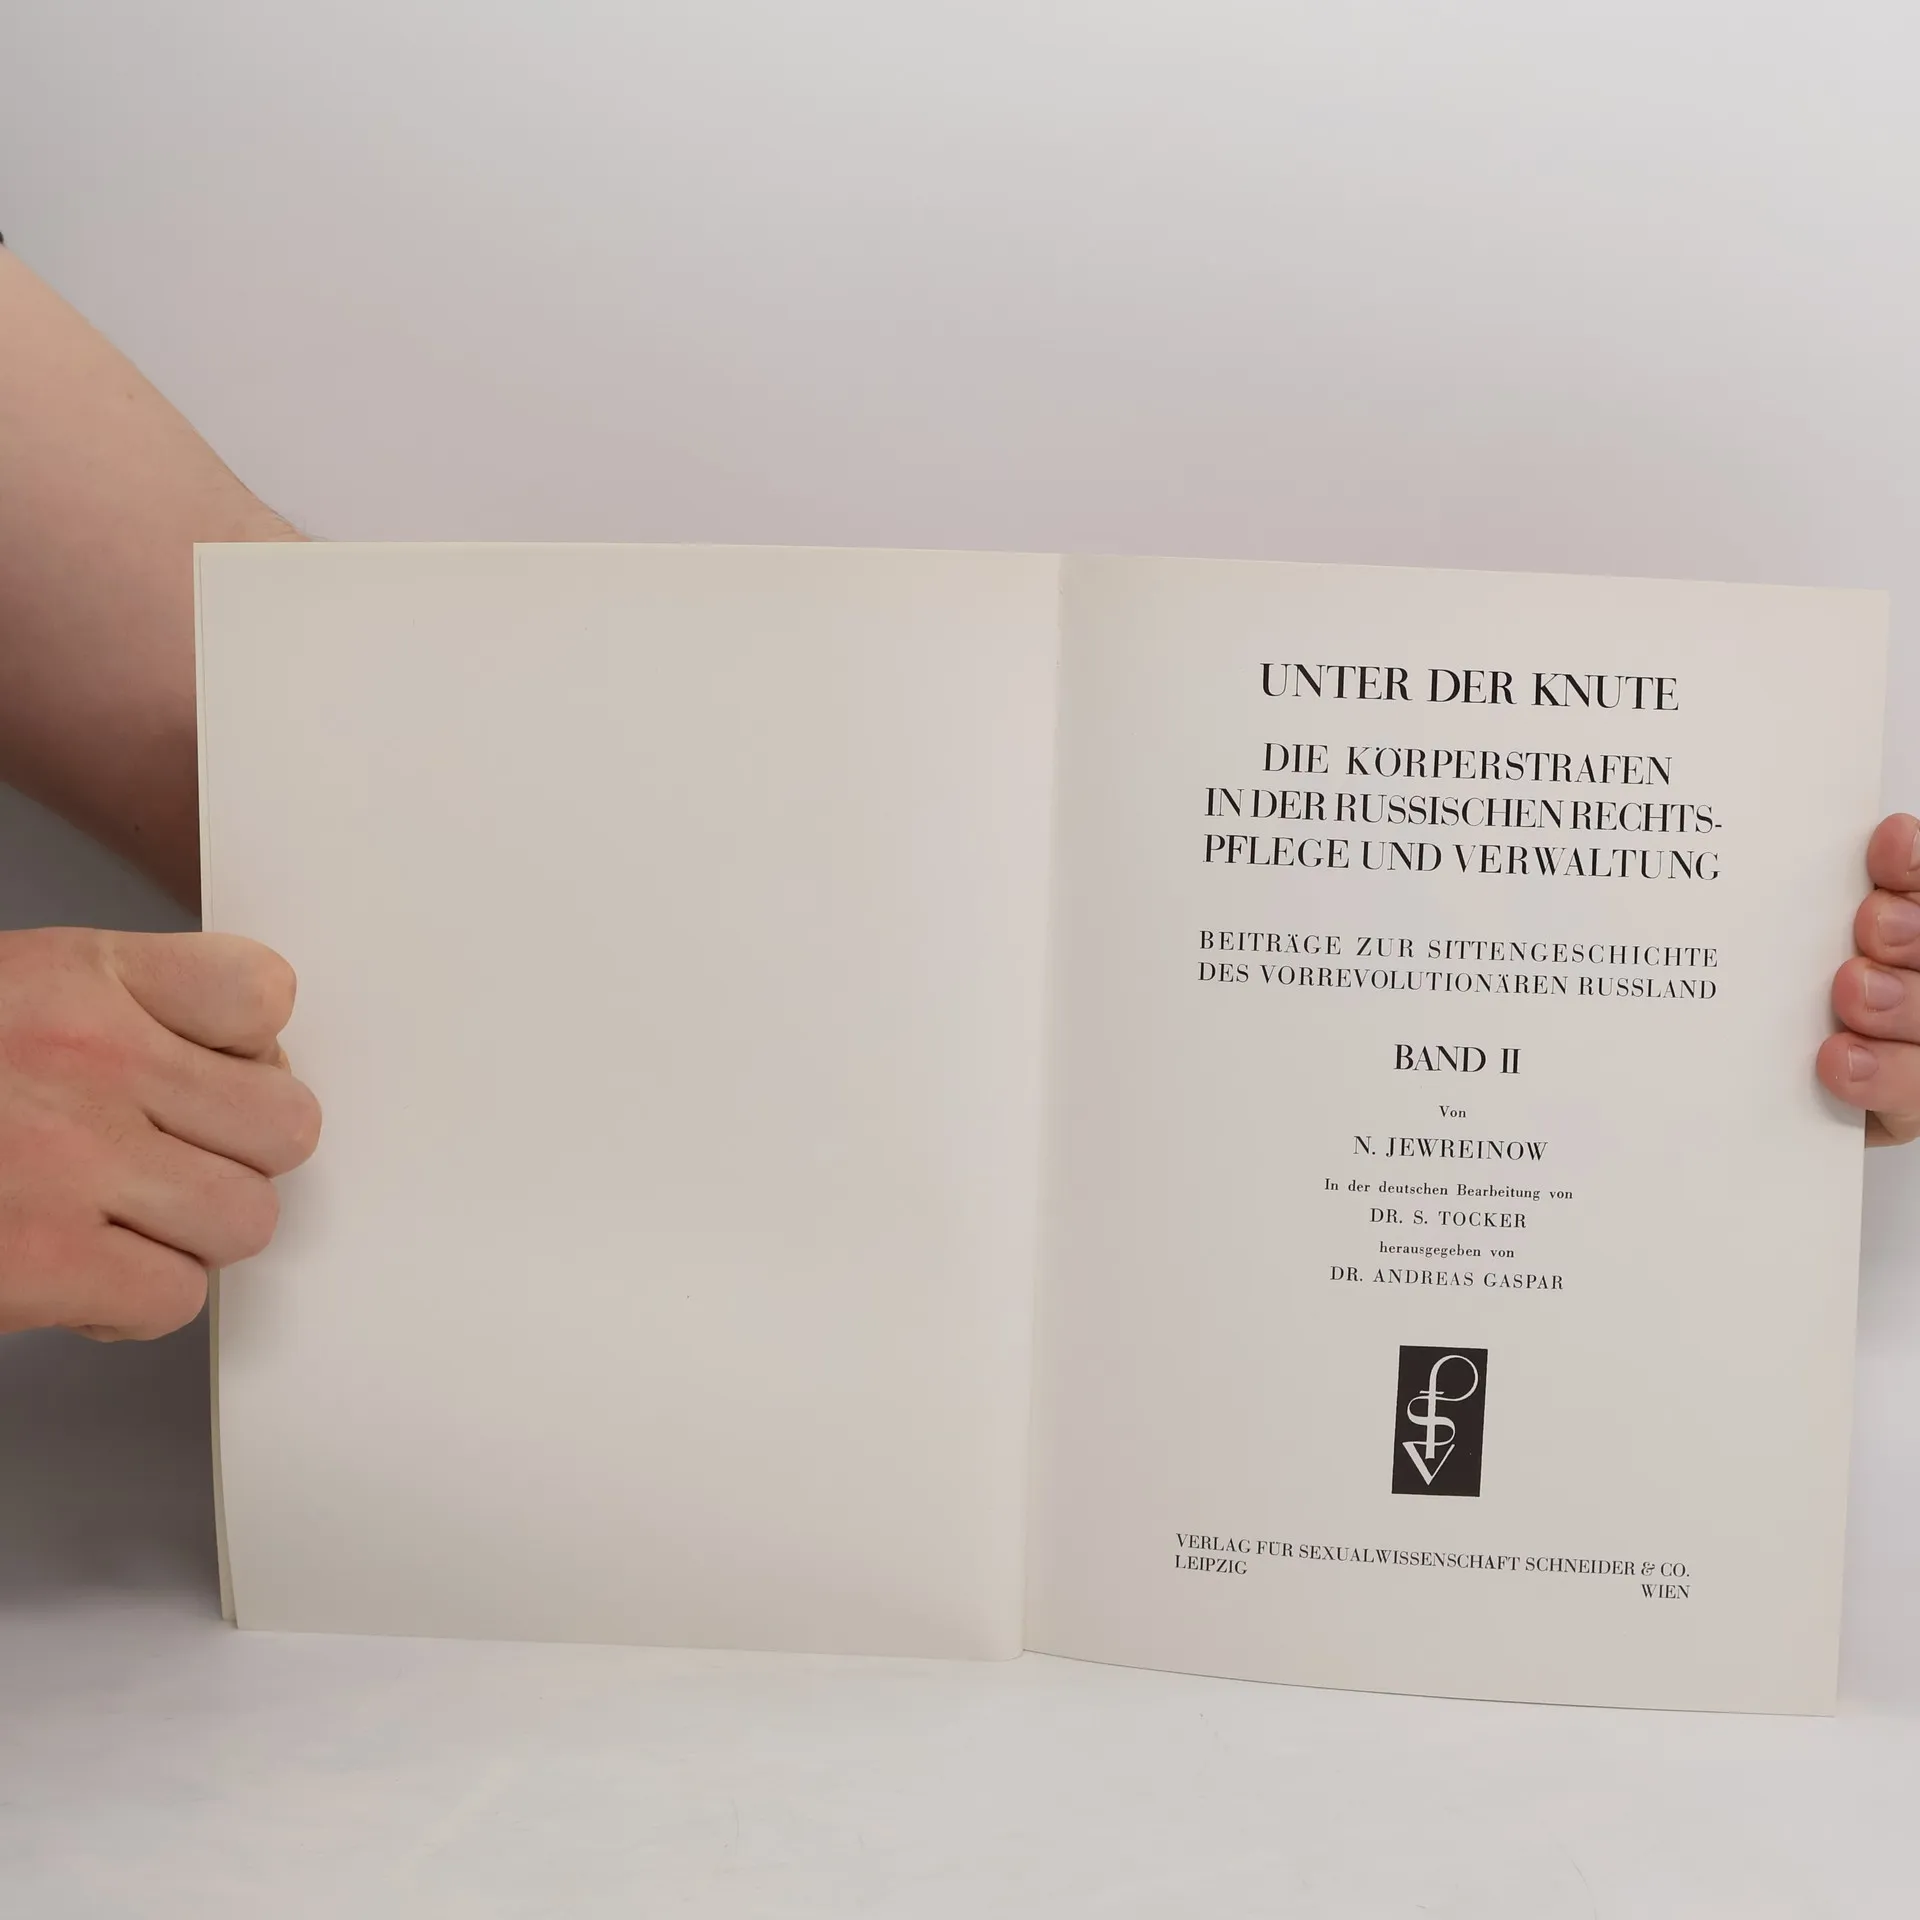 UNTER DER KNUTE
DIE KÖRPERSTRAFEN
IN DER RUSSISCHEN RECHTS-
PFLEGE UND VERWALTUNG
BEITRÄGE ZUR SITTENGESCHICHTE
DES VORREVOLUTIONÄREN RUSSLAND
BAND II
Von
N. JEWREINOW
In der deutschen Bearbeitung von
DR. S. TOCKER
herausgegeben von
DR. ANDREAS GASPAR
VERLAG FÜR SEXUALWISSENSCHAFT SCHNEIDER & CO.
LEIPZIG
WIEN